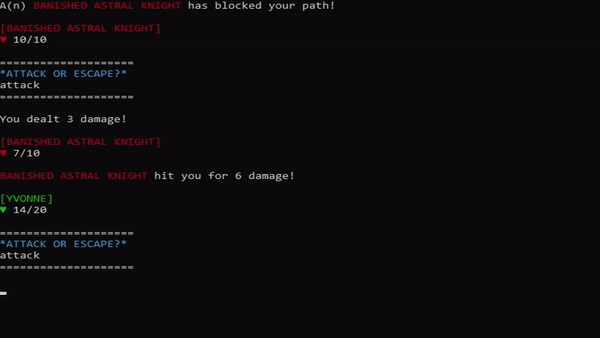 A(n) BANISHED ASTRAL KNIGHT has blocked your path!
[BANISHED ASTRAL KNIGHT]
♥ 10/10
====================
*ATTACK OR ESCAPE?*
attack
====================
You dealt 3 damage!
[BANISHED ASTRAL KNIGHT]
♥ 7/10
BANISHED ASTRAL KNIGHT hit you for 6 damage!
[YVONNE]
♥ 14/20
====================
*ATTACK OR ESCAPE?*
attack
====================